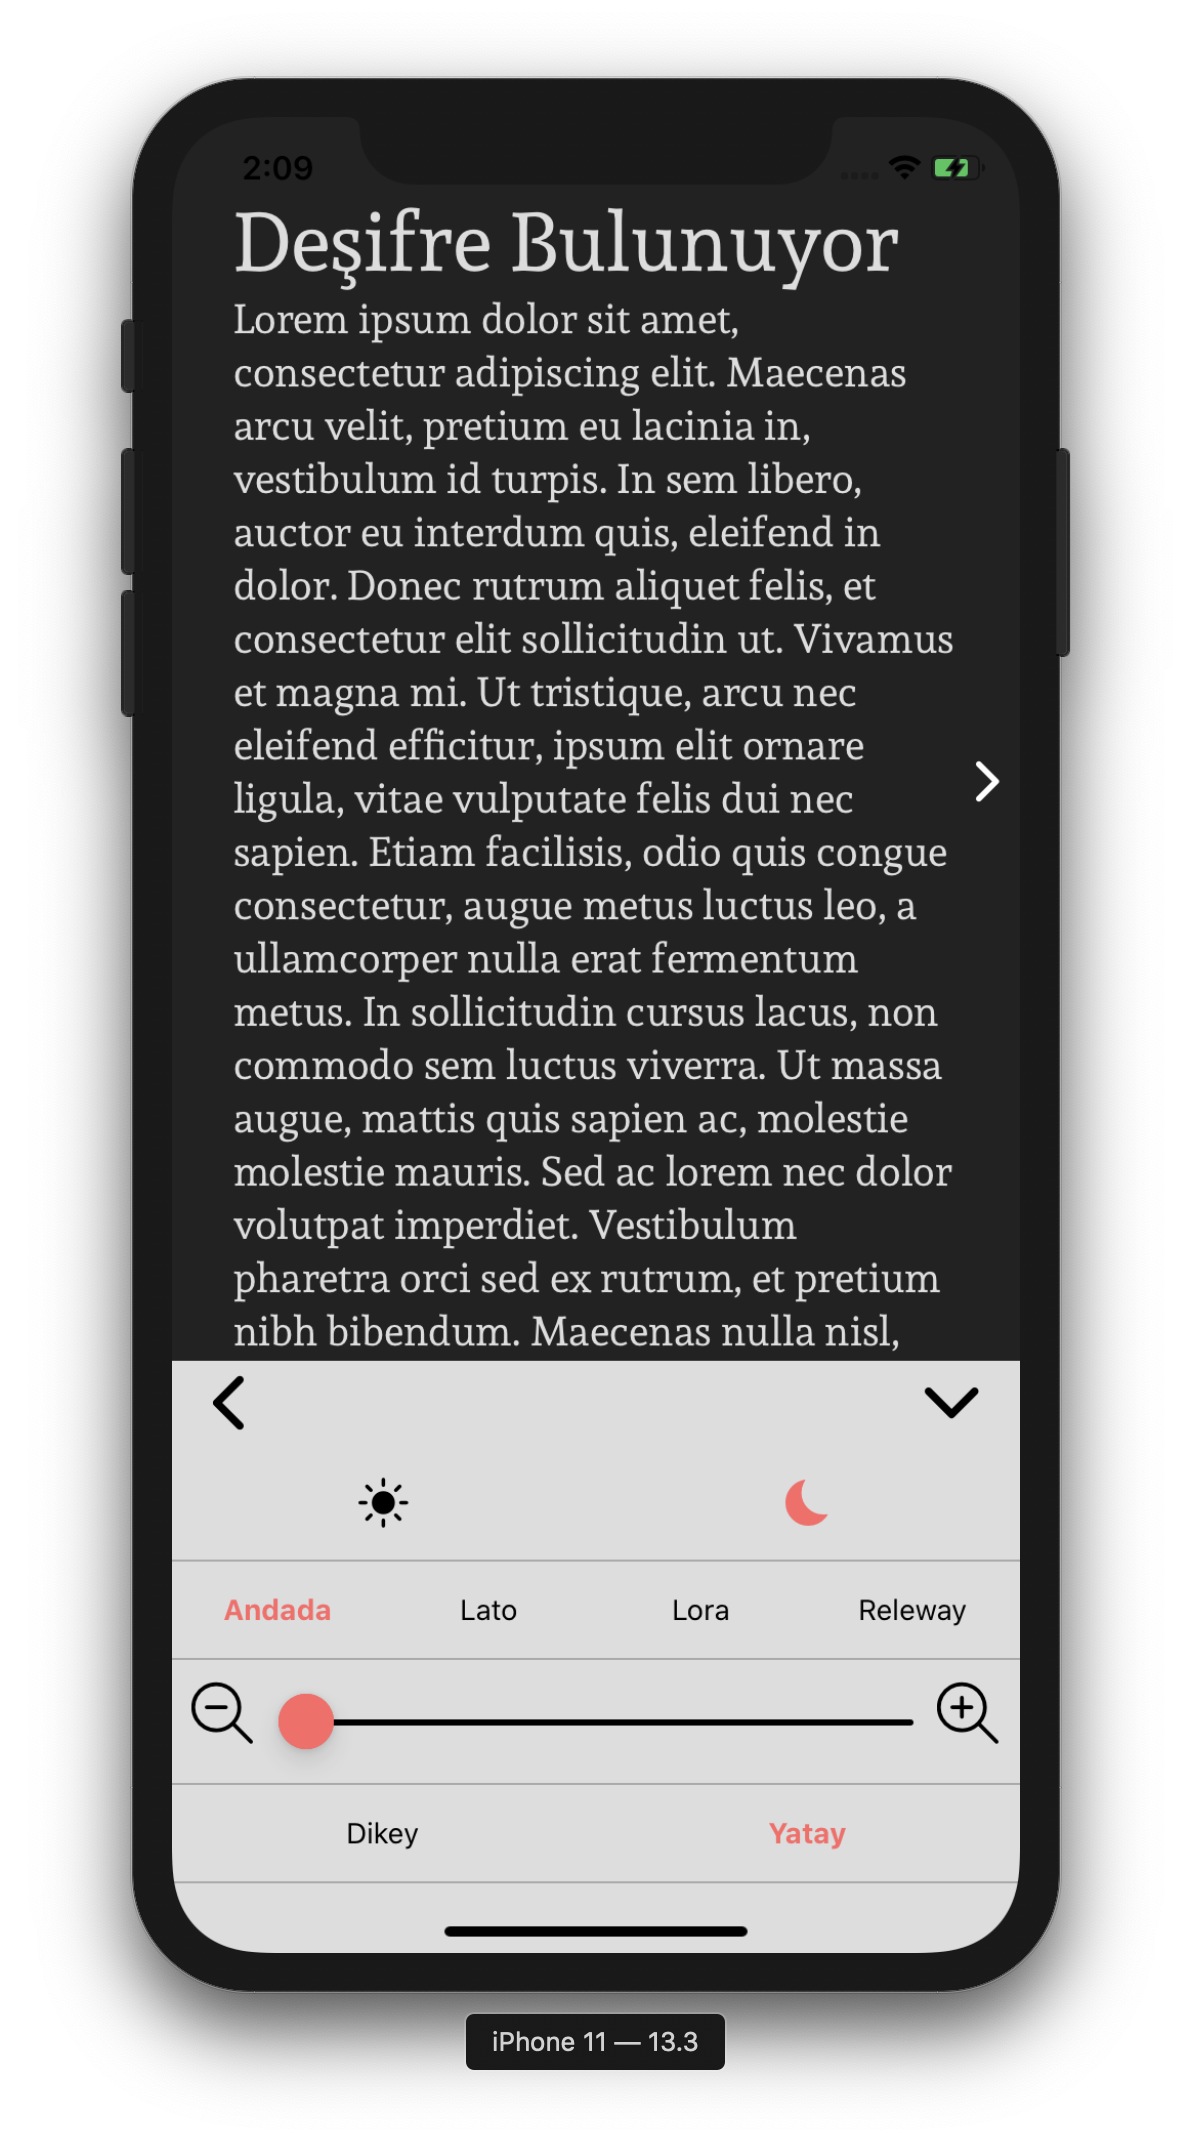 2:09
Deşifre Bulunuyor
Lorem ipsum dolor sit amet,
consectetur adipiscing elit. Maecenas
arcu velit, pretium eu lacinia in,
vestibulum id turpis. In sem libero,
auctor eu interdum quis, eleifend in
dolor. Donec rutrum aliquet felis, et
consectetur elit sollicitudin ut. Vivamus
et magna mi. Ut tristique, arcu nec
eleifend efficitur, ipsum elit ornare
ligula, vitae vulputate felis dui nec
sapien. Etiam facilisis, odio quis congue
consectetur, augue metus luctus leo, a
ullamcorper nulla erat fermentum
metus. In sollicitudin cursus lacus, non
commodo sem luctus viverra. Ut massa
augue, mattis quis sapien ac, molestie
molestie mauris. Sed ac lorem nec dolor
volutpat imperdiet. Vestibulum
pharetra orci sed ex rutrum, et pretium
nibh bibendum. Maecenas nulla nisl,
Andada Lato Lora Releway
Dikey Yatay
iPhone 11 — 13.3